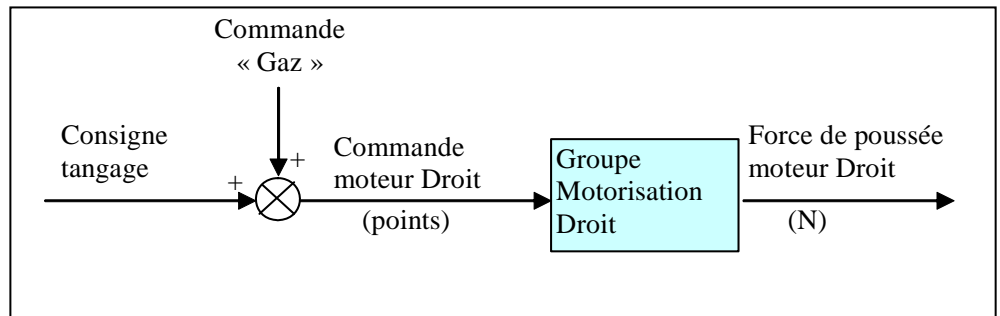 Commande
« Gaz »
Consigne
tangage
+
+
Commande
moteur Droit
(points)
Groupe
Motorisation
Droit
Force de poussée
moteur Droit
(N)